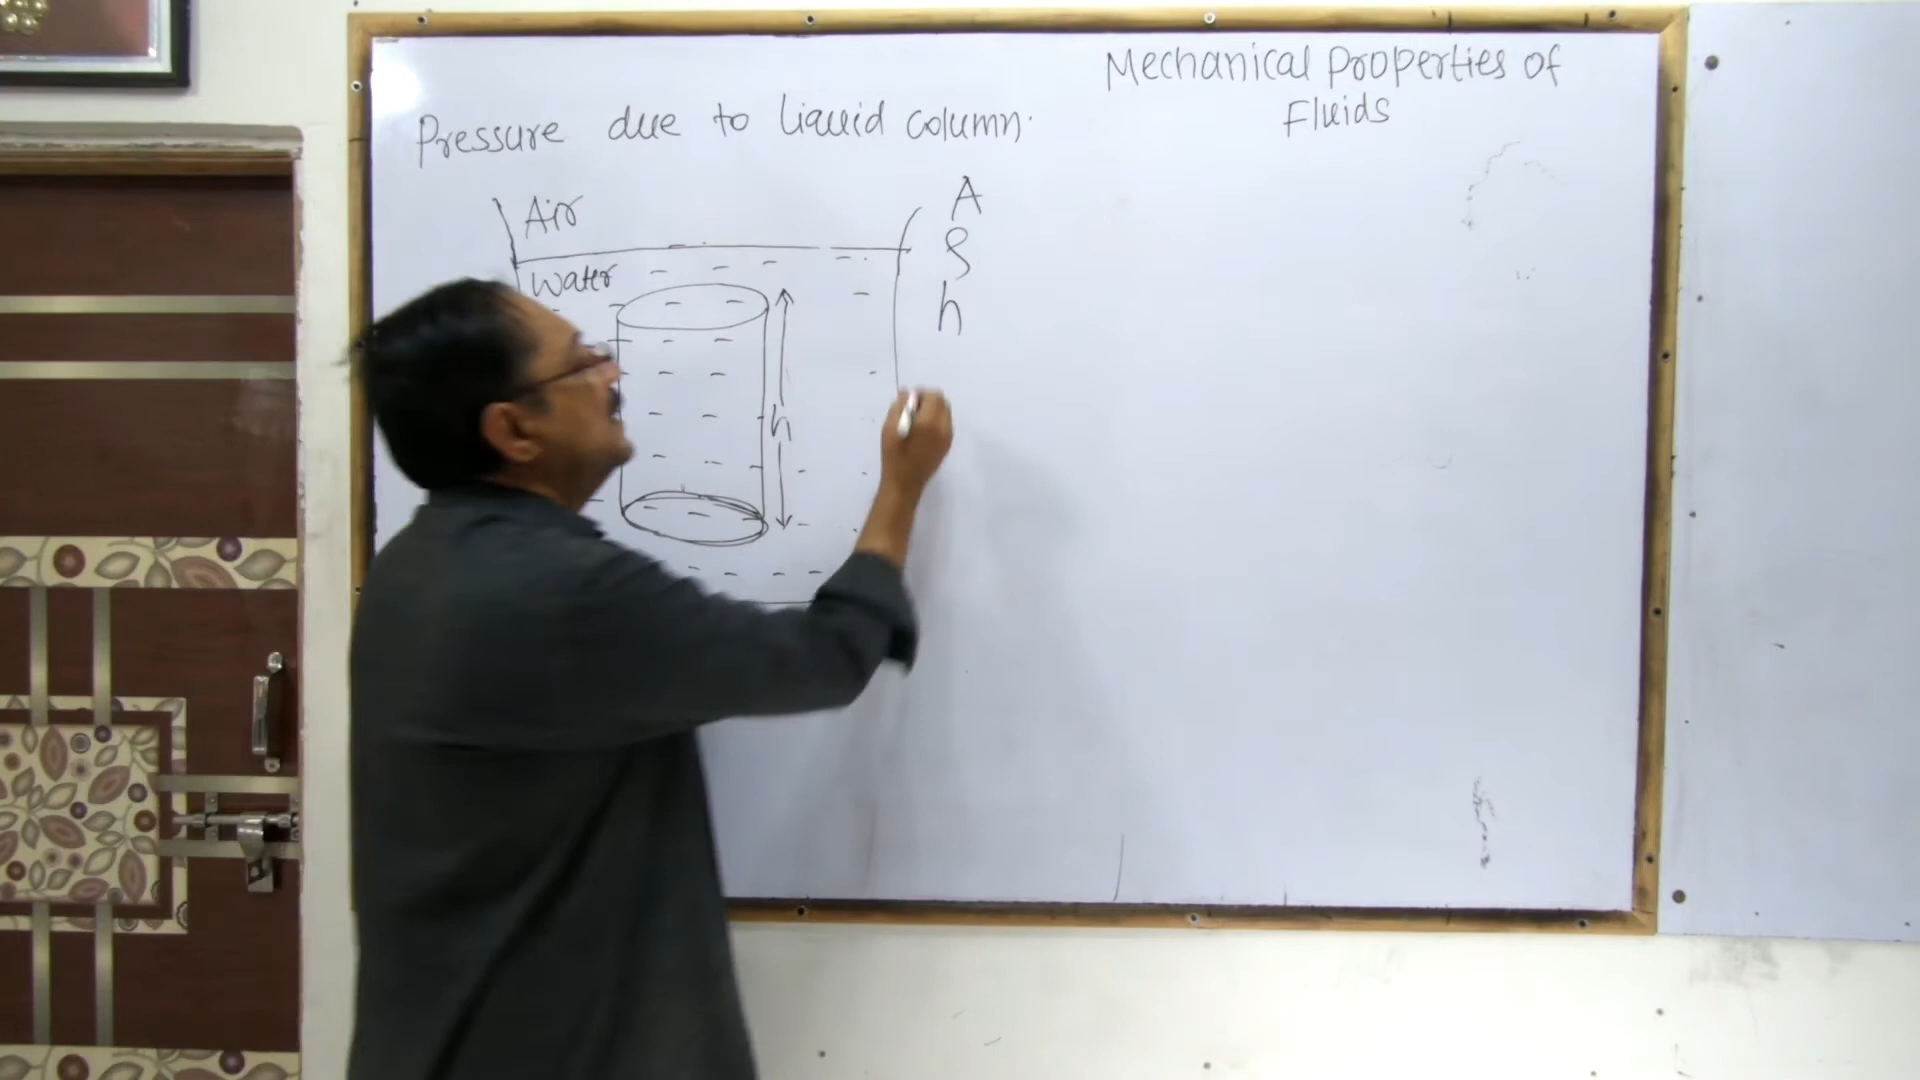 Mechanical Properties of
Fluids
Pressure due to liquid column.
Air
Water
h
A
ρ
h